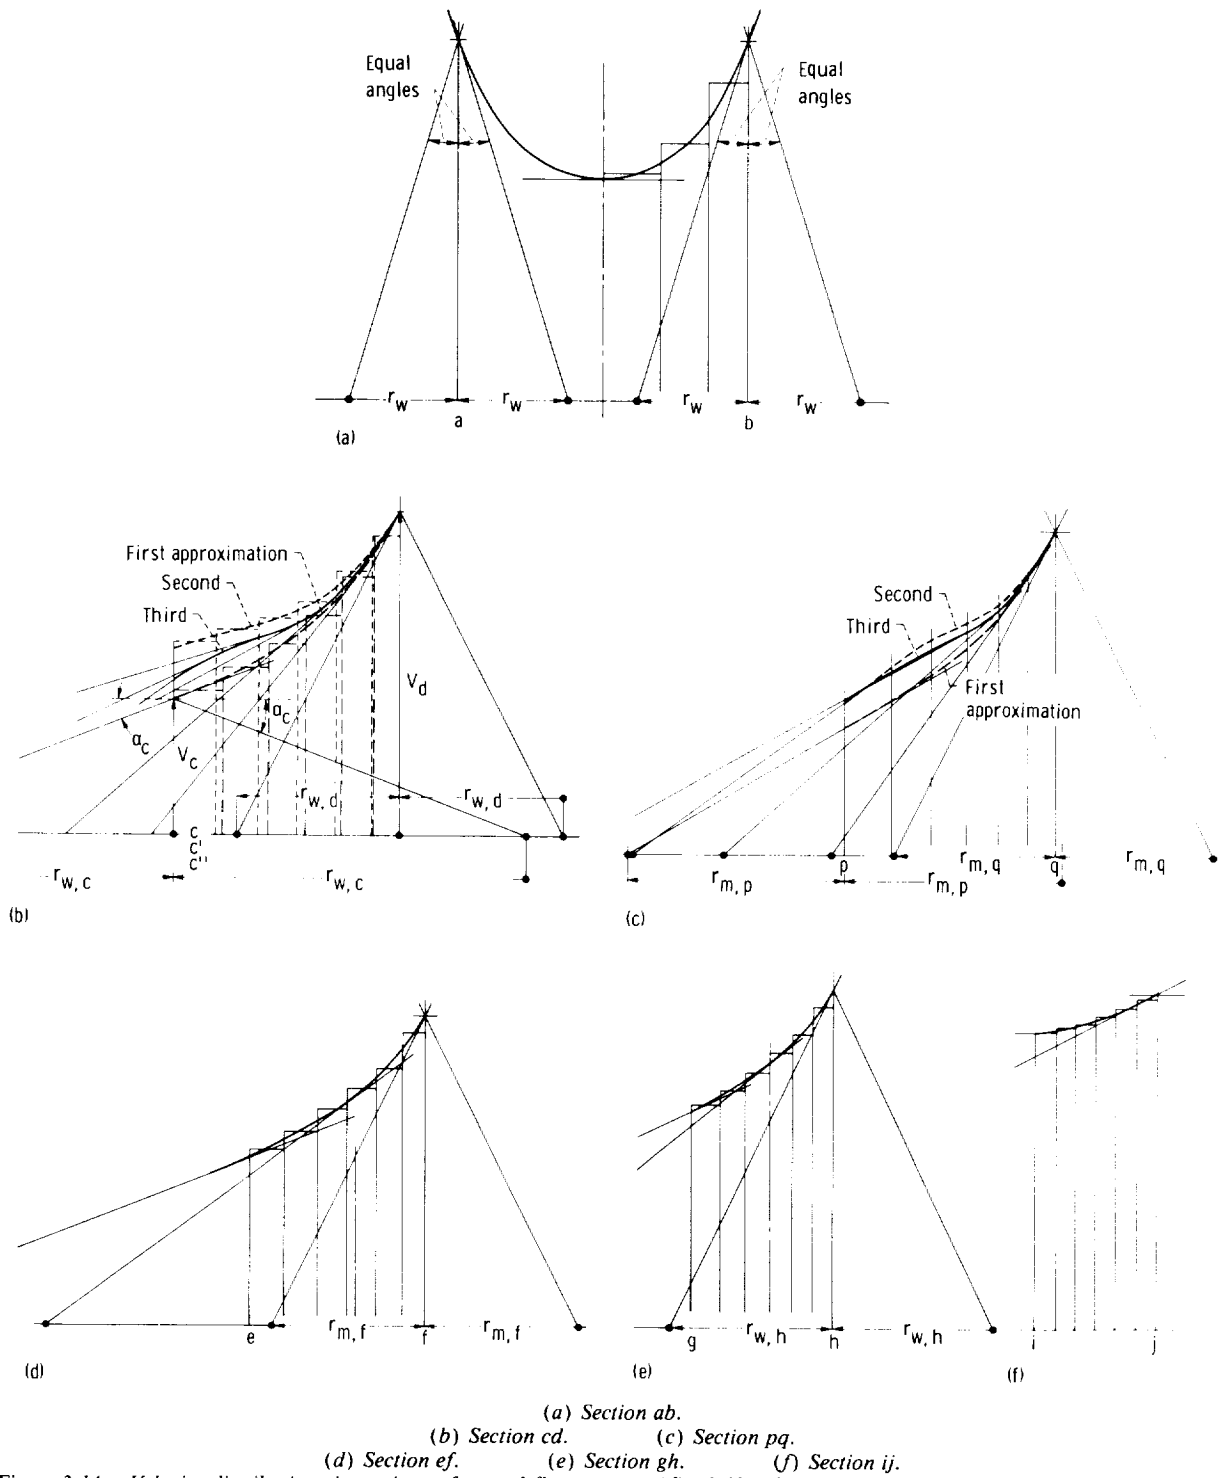 Equal
angles
Equal
angles
r_w
r_w
r_w
r_w
a
b
(a)
First approximation
Second
Third
V_d
α_c
α_c
V_c
r_w,d
r_w,d
c
c'
c''
r_w,c
r_w,c
(b)
Second
Third
First
approximation
p
r_m,q
q
r_m,q
r_m,p
r_m,p
(c)
e
r_m,f
f
r_m,f
(d)
g
r_w,h
h
r_w,h
(e)
i
j
(f)
(a) Section ab.
(b) Section cd. (c) Section pq.
(d) Section ef. (e) Section gh. (f) Section ij.